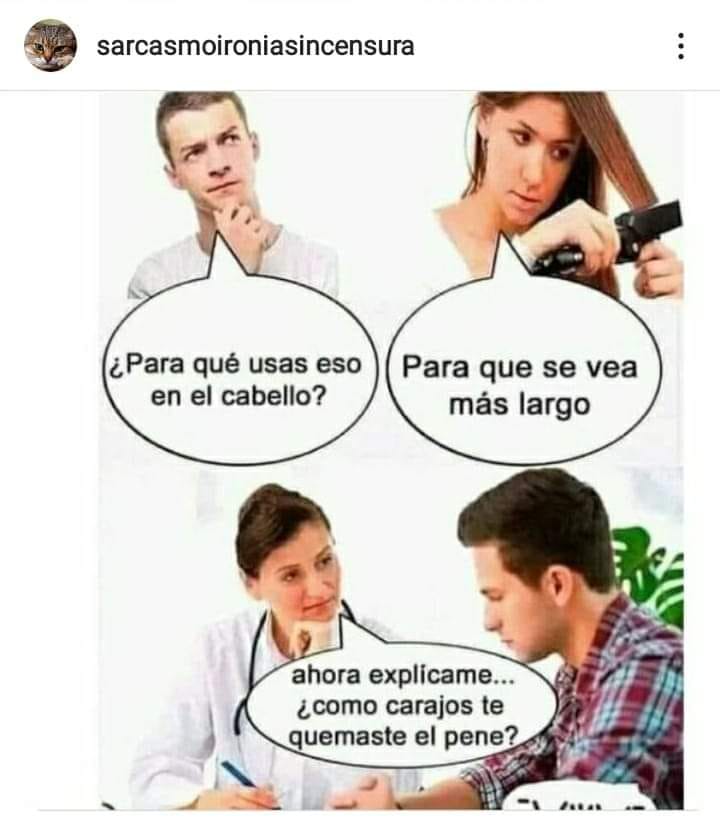 sarcasmoironiasincensura
¿Para qué usas eso
en el cabello?
Para que se vea
más largo
ahora explícame...
¿como carajos te
quemaste el pene?